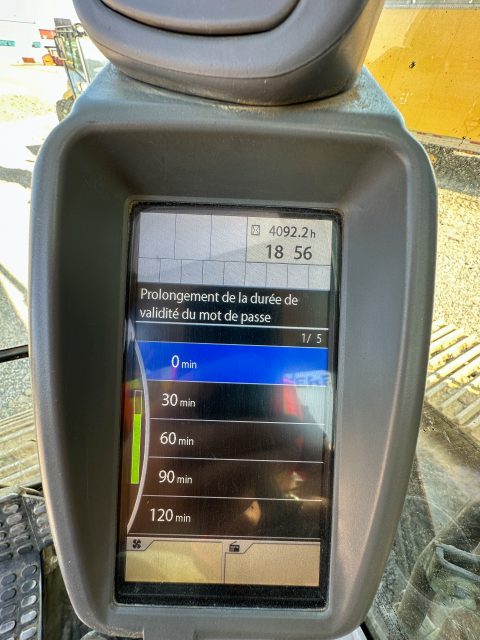 4092.2 h
18 56
Prolongement de la durée de
validité du mot de passe
1/ 5
0 min
30 min
60 min
90 min
120 min